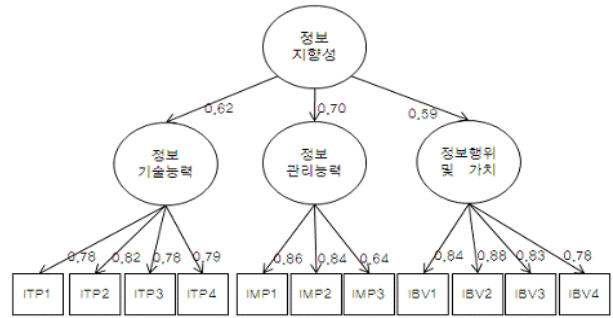 정보
지향성
0.62
0.70
0.59
정보
기술능력
정보
관리능력
정보행위
및 가치
0.78
0.82
0.78
0.79
0.86
0.84
0.64
0.84
0.88
0.83
0.78
ITP1
ITP2
ITP3
ITP4
IMP1
IMP2
IMP3
IBV1
IBV2
IBV3
IBV4